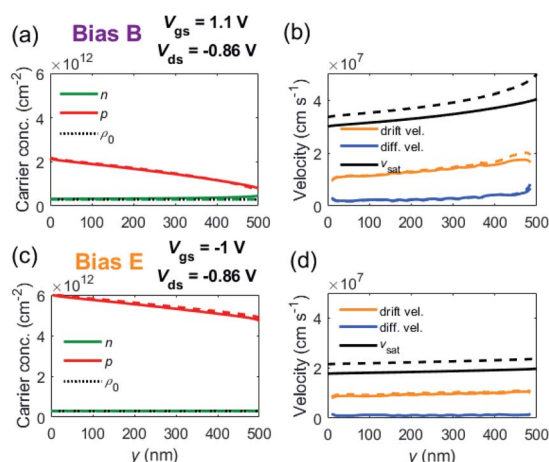 (a) Bias B V_gs = 1.1 V
V_ds = -0.86 V
×10^12
Carrier conc. (cm^-2)
6
4
2
0
n
p
ρ_0
0 100 200 300 400 500
(b)
×10^7
Velocity (cm s^-1)
4
2
0
drift vel.
diff. vel.
v_sat
0 100 200 300 400 500
(c) Bias E V_gs = -1 V
V_ds = -0.86 V
×10^12
Carrier conc. (cm^-2)
6
4
2
0
n
p
ρ_0
0 100 200 300 400 500
y (nm)
(d)
×10^7
Velocity (cm s^-1)
4
2
0
drift vel.
diff. vel.
v_sat
0 100 200 300 400 500
y (nm)